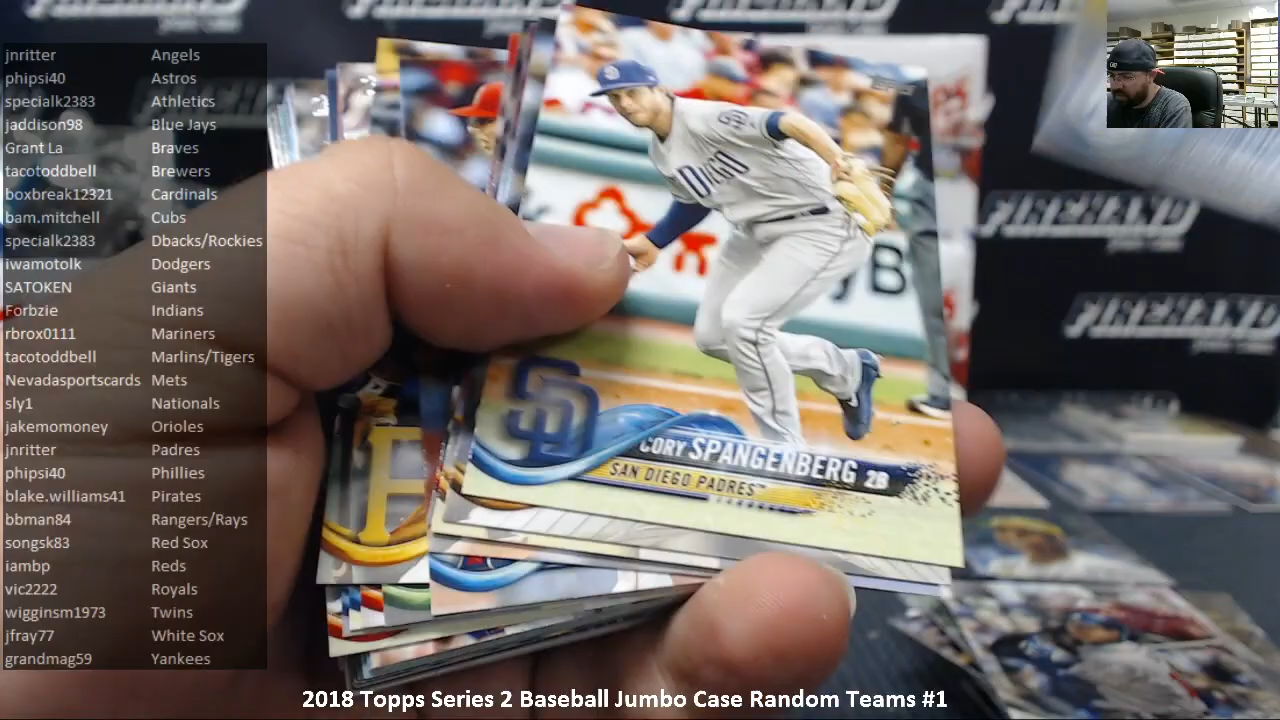 jnritter Angels
phipsi40 Astros
specialk2383 Athletics
jaddison98 Blue Jays
Grant La Braves
tacotoddbell Brewers
boxbreak12321 Cardinals
bam.mitchell Cubs
specialk2383 Dbacks/Rockies
iwamotolk Dodgers
SATOKEN Giants
Forbzie Indians
rbrox0111 Mariners
tacotoddbell Marlins/Tigers
Nevadasportscards Mets
sly1 Nationals
jakemomoney Orioles
jnritter Padres
phipsi40 Phillies
blake.williams41 Pirates
bbman84 Rangers/Rays
songsk83 Red Sox
iambp Reds
vic2222 Royals
wigginsm1973 Twins
jfray77 White Sox
grandmag59 Yankees
TOPPS
DIEGO
SD
CORY SPANGENBERG 2B
SAN DIEGO PADRES
FIREHAND
FIREHAND
2018 Topps Series 2 Baseball Jumbo Case Random Teams #1